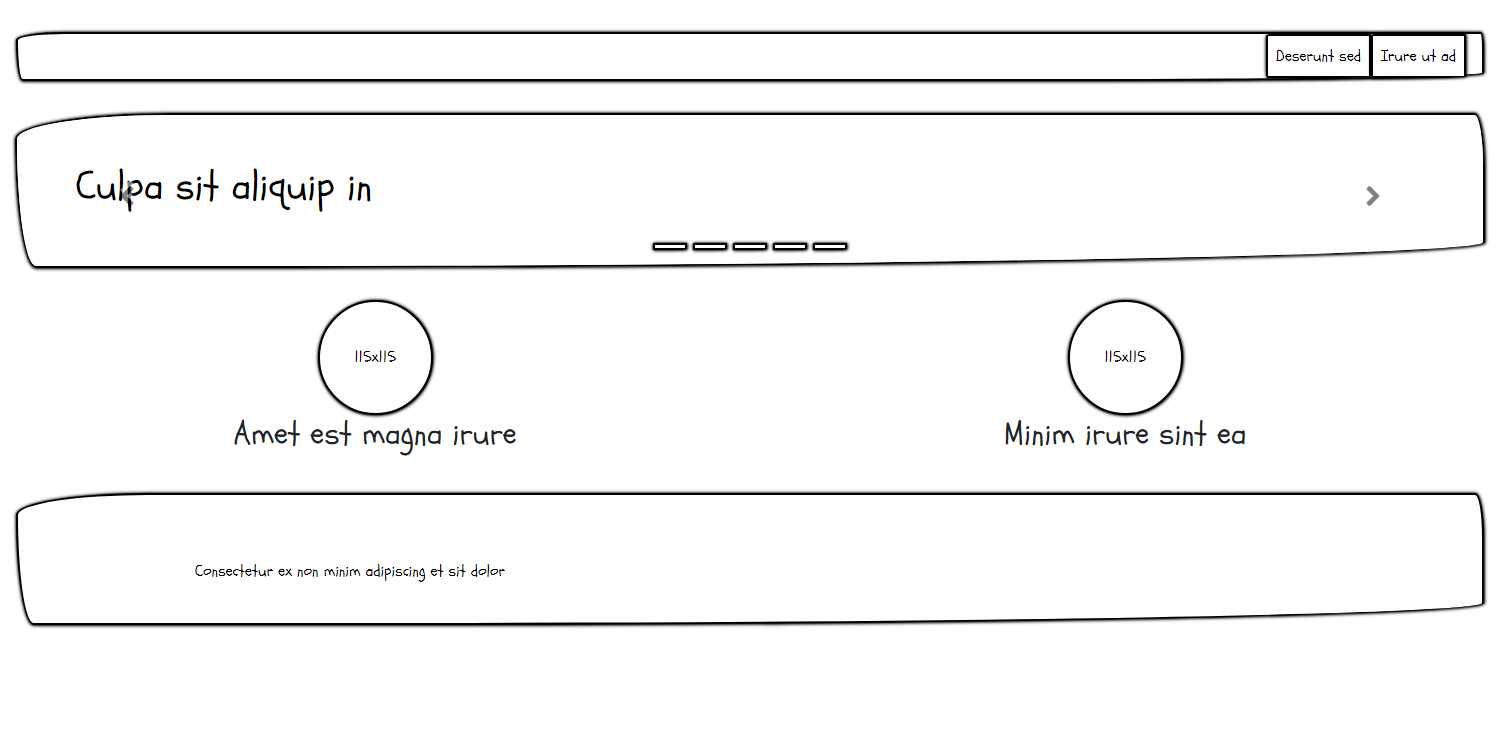 Deserunt sed Irure ut ad
Culpa sit aliquip in
115x115 115x115
Amet est magna irure Minim irure sint ea
Consectetur ex non minim adipiscing et sit dolor